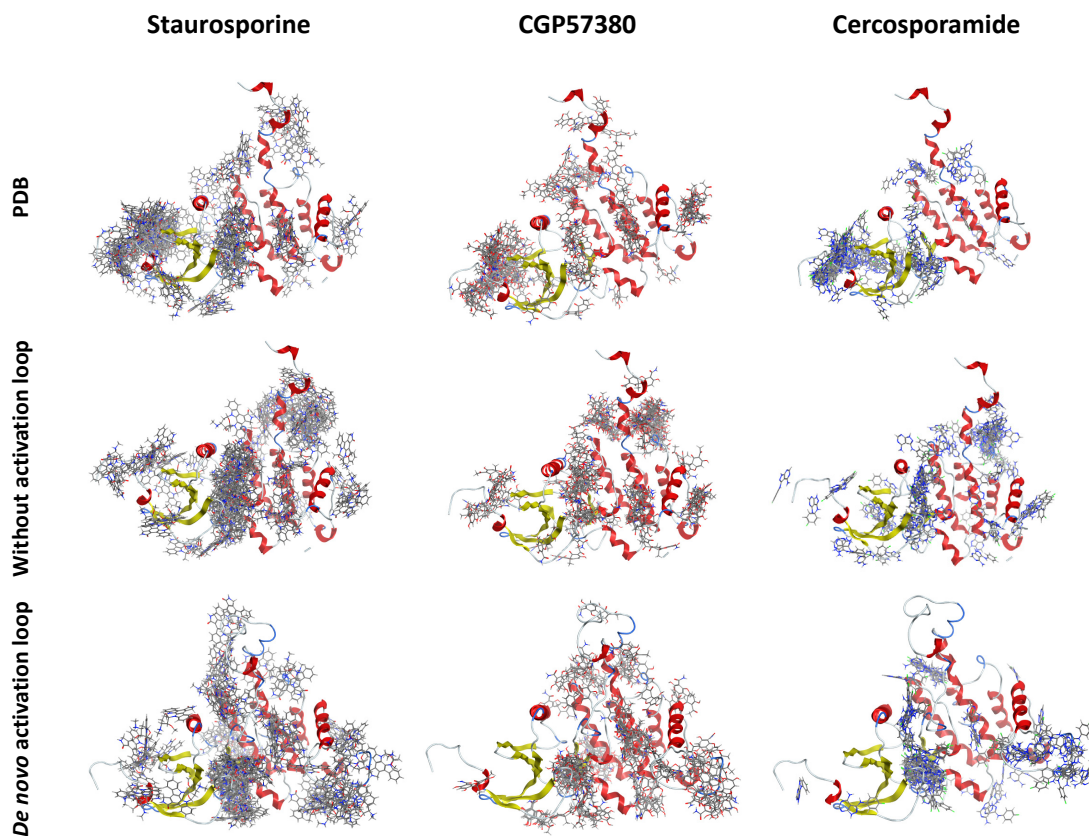 Staurosporine CGP57380 Cercosporamide
PDB
Without activation loop
De novo activation loop